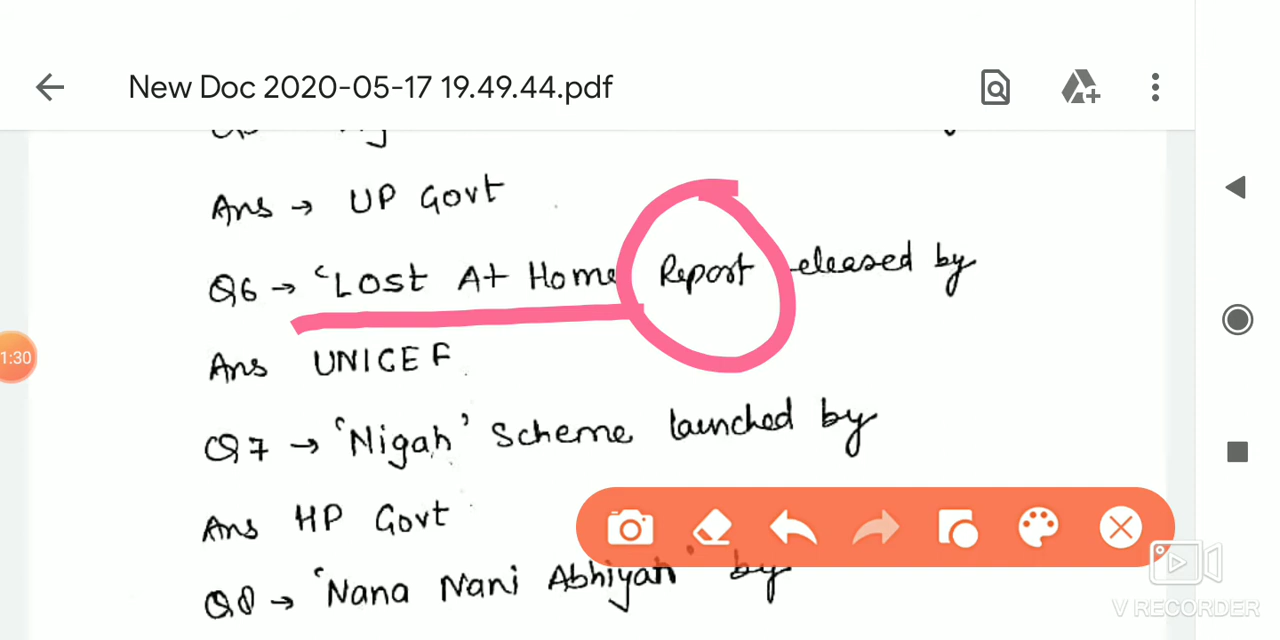 New Doc 2020-05-17 19.49.44.pdf
Ans → UP Govt
Q6 → 'Lost At Home Report released by
Ans UNICEF
1:30
Q7 → 'Nigah' Scheme launched by
Ans HP Govt
Q8 → 'Nana Nani Abhiyan' by
V RECORDER